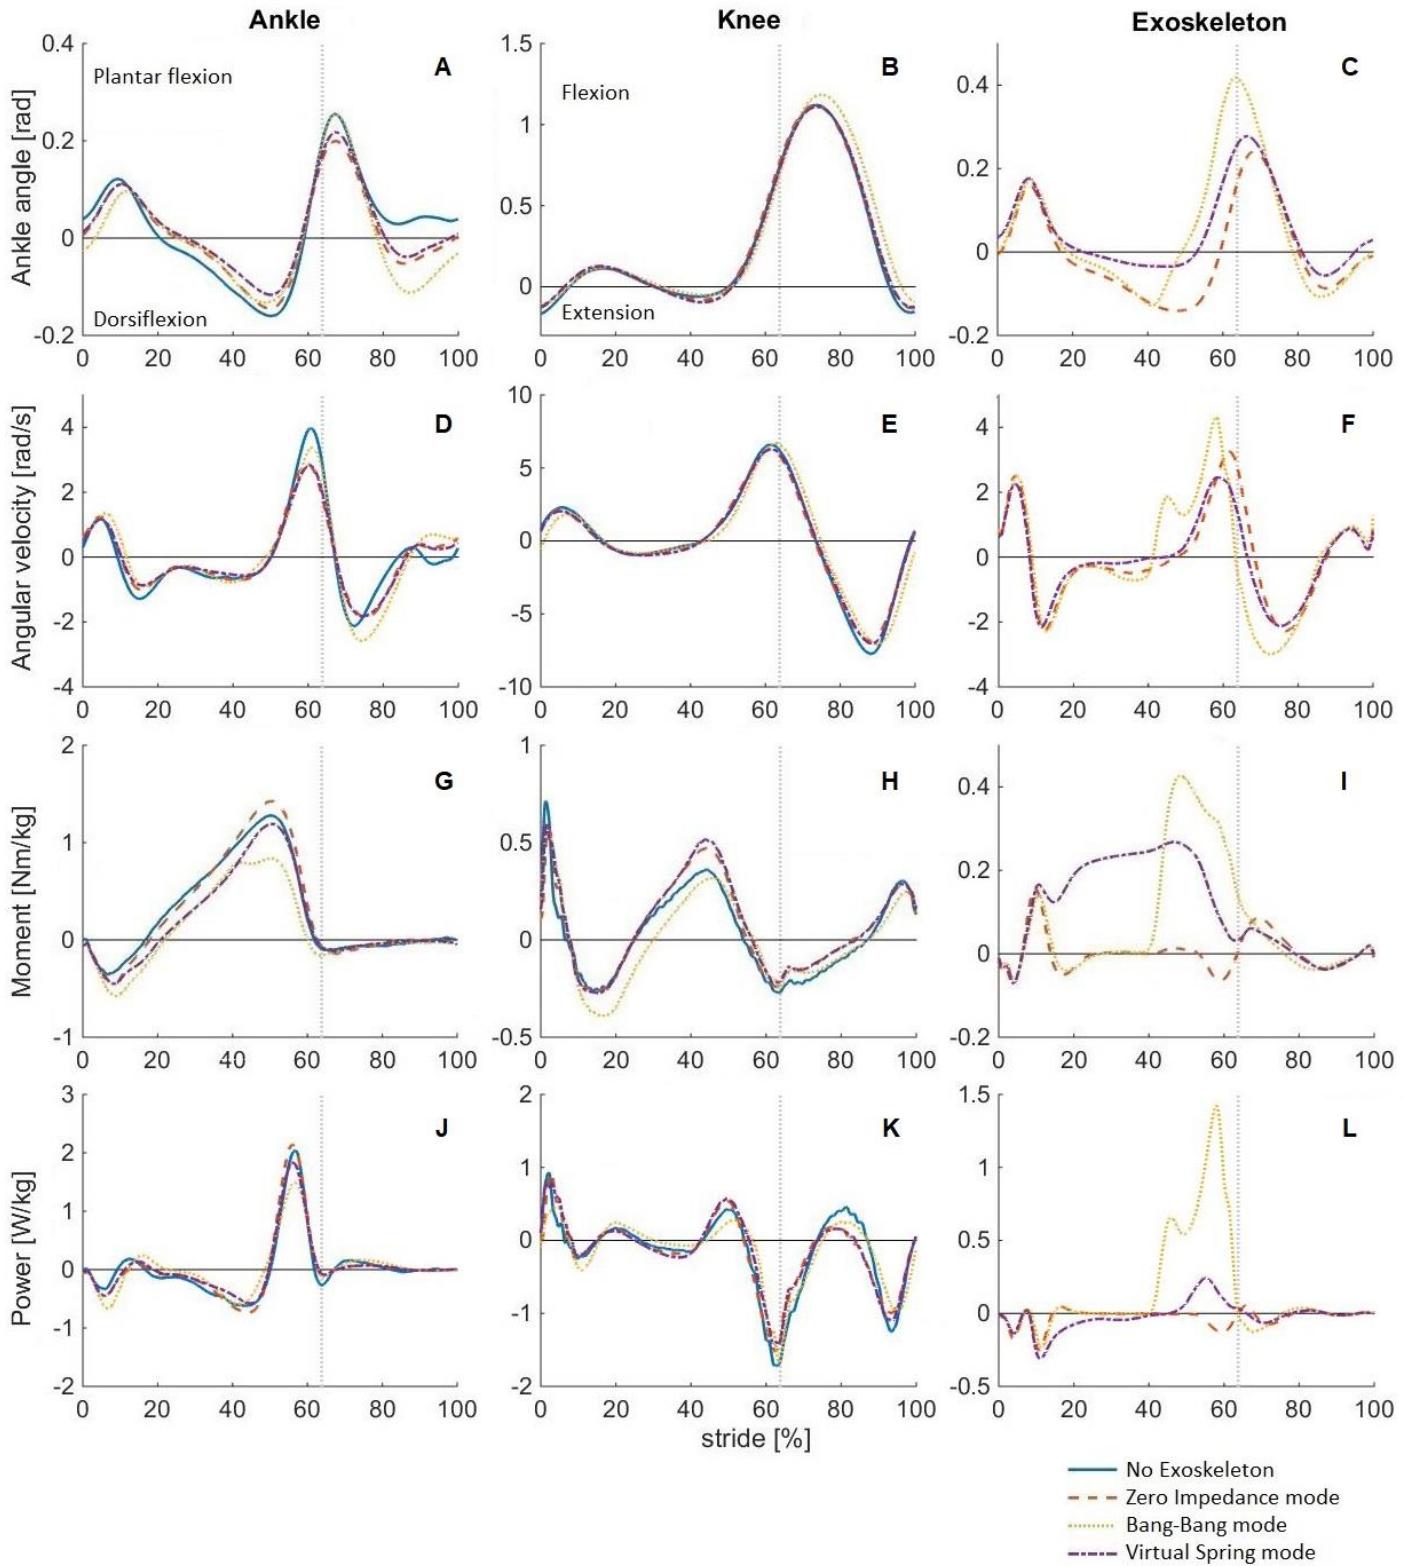 Ankle Knee Exoskeleton
0.4 1.5
A B C
Plantar flexion Flexion 0.4
Ankle angle [rad]
0.2 1 0.2
0 0.5 0
0
Dorsiflexion Extension
-0.2 -0.2
0 20 40 60 80 100 0 20 40 60 80 100 0 20 40 60 80 100
10
D E F
Angular velocity [rad/s]
4 5 4
2 2
0 0 0
-2 -5 -2
-4 -10 -4
0 20 40 60 80 100 0 20 40 60 80 100 0 20 40 60 80 100
2 1
G H I
Moment [Nm/kg]
1 0.5 0.4
0.2
0 0 0
-1 -0.5 -0.2
0 20 40 60 80 100 0 20 40 60 80 100 0 20 40 60 80 100
3 2 1.5
J K L
Power [W/kg]
2 1 1
1 0.5
0 0 0
-1 -1
-2 -2 -0.5
0 20 40 60 80 100 0 20 40 60 80 100 0 20 40 60 80 100
stride [%]
No Exoskeleton
Zero Impedance mode
Bang-Bang mode
Virtual Spring mode